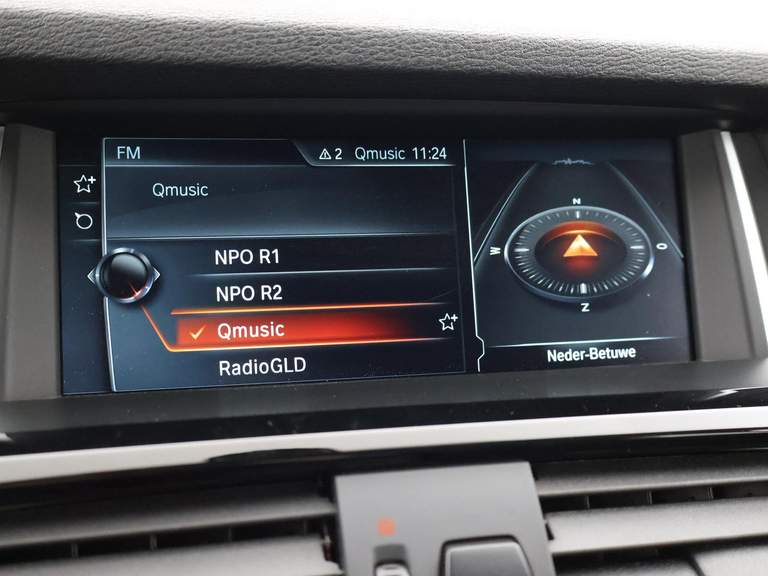 FM
2 Qmusic 11:24
Qmusic
NPO R1
NPO R2
Qmusic
RadioGLD
N
W
O
Z
Neder-Betuwe